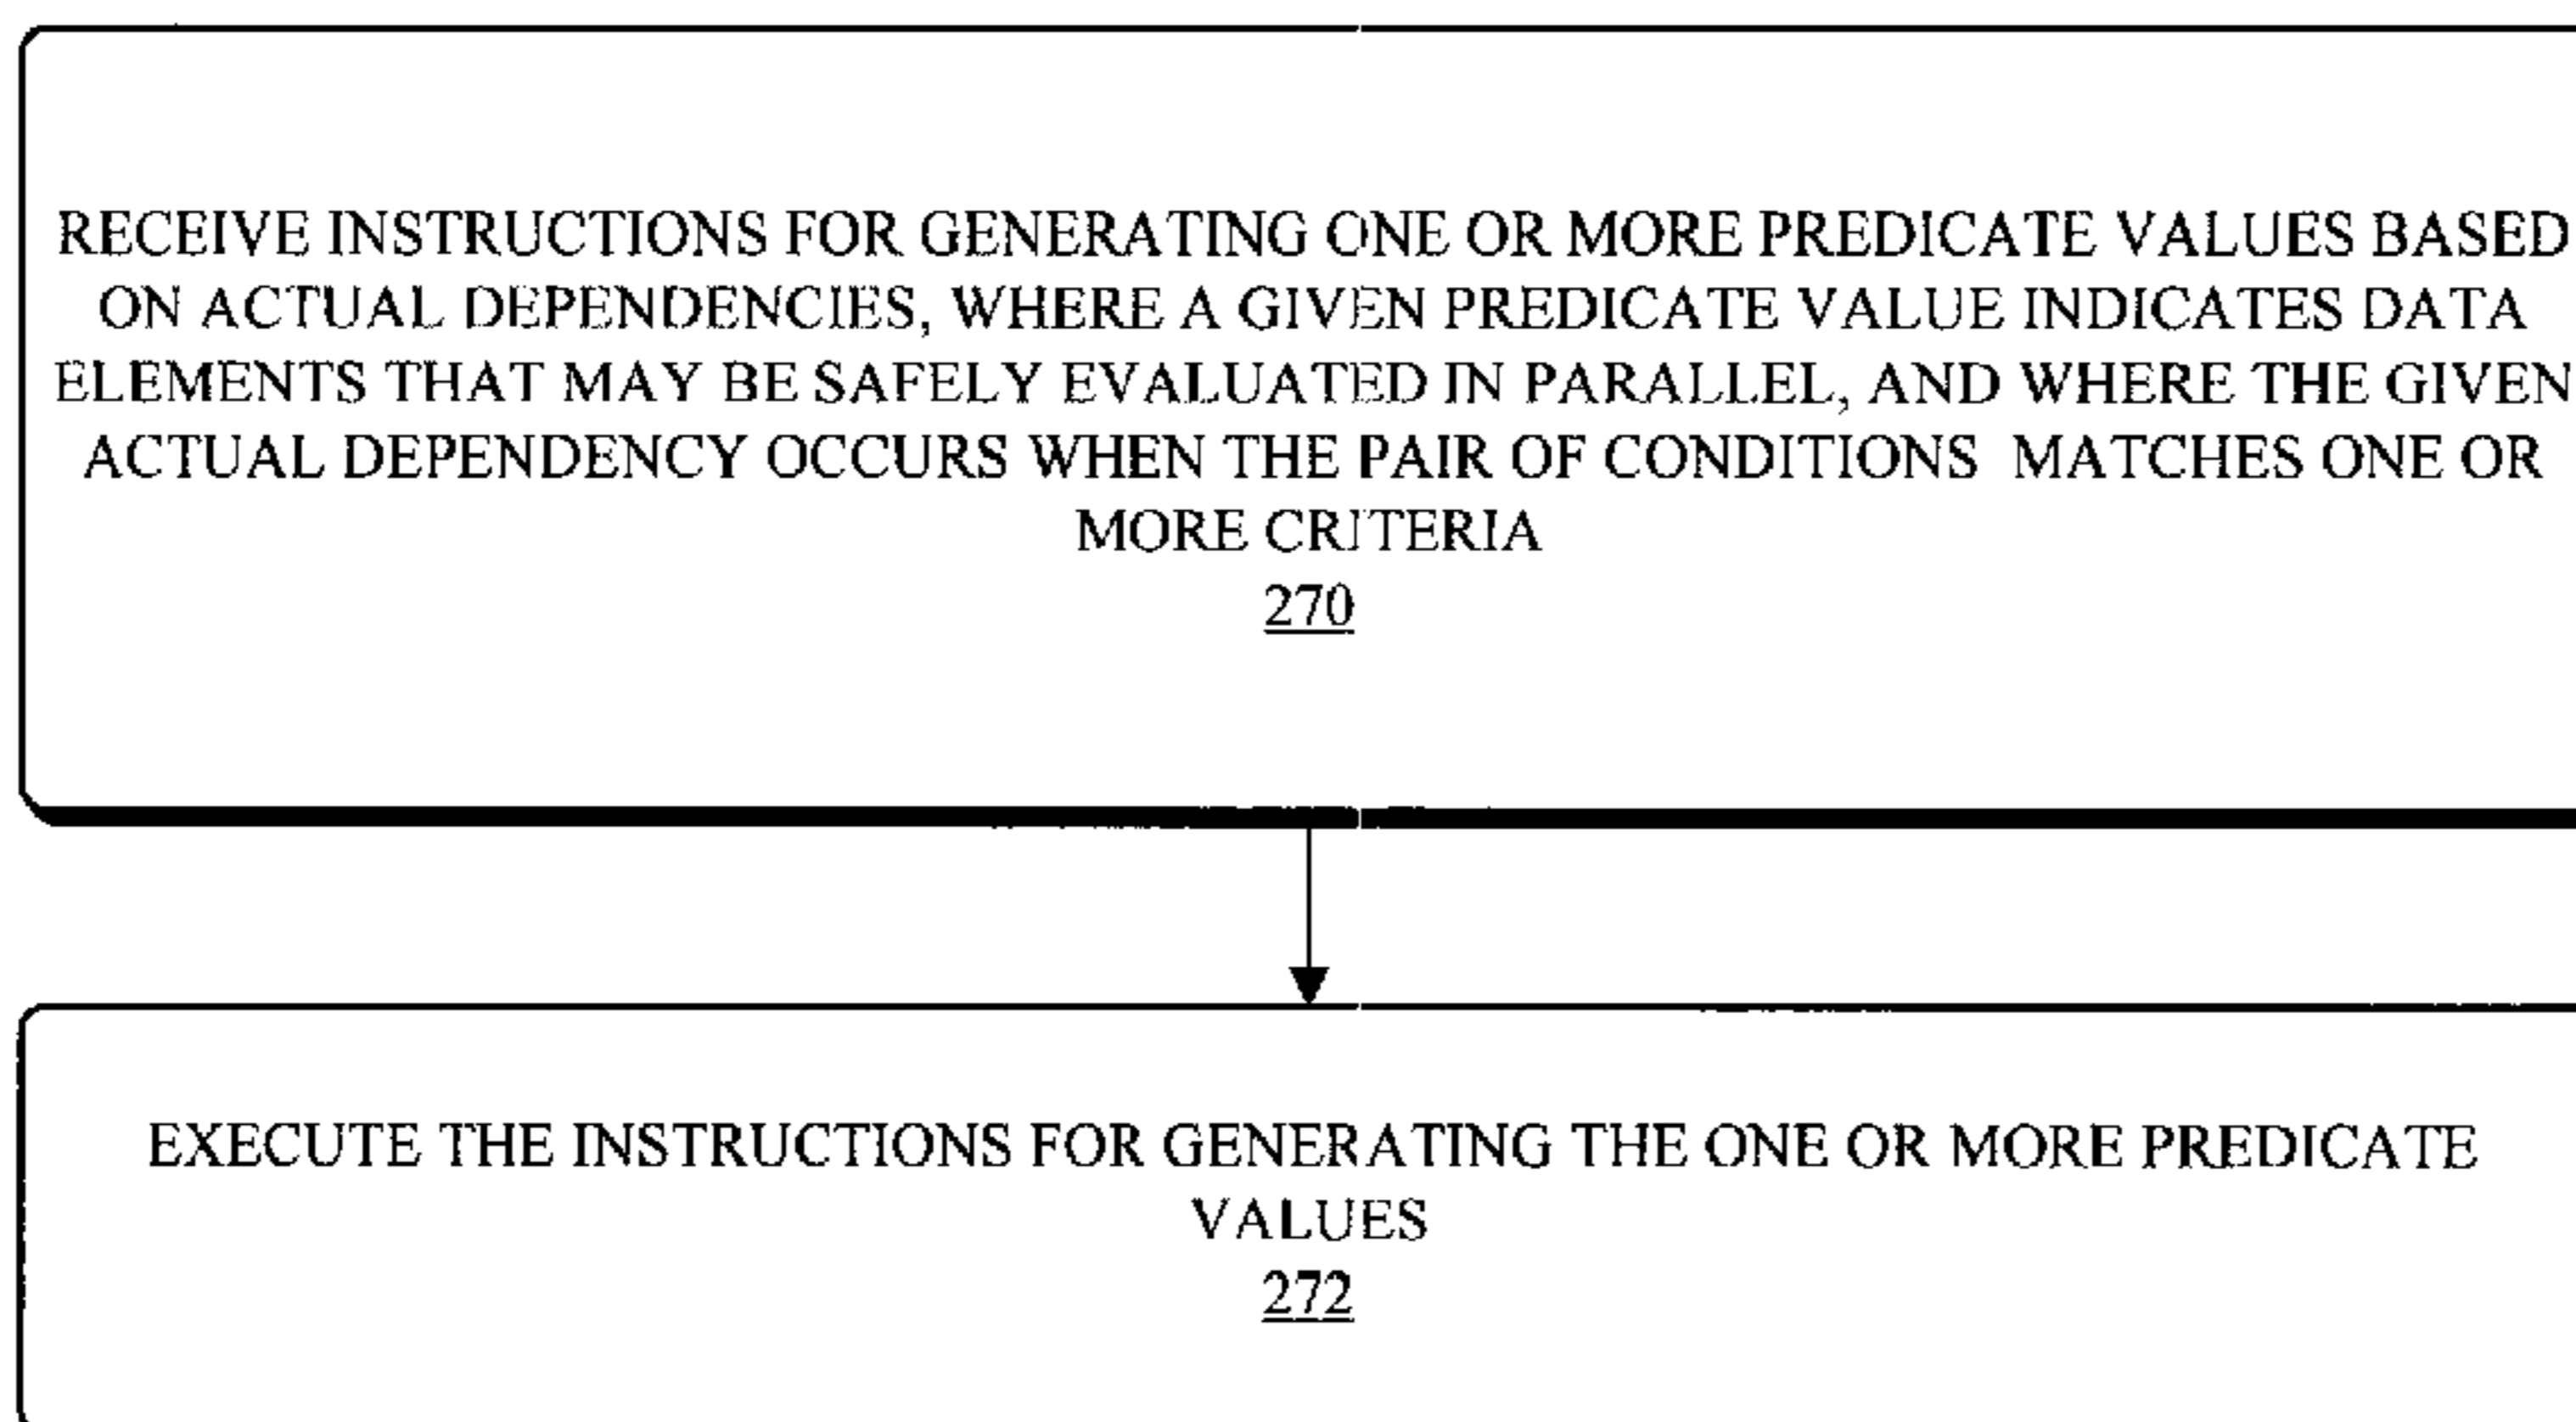 RECEIVE INSTRUCTIONS FOR GENERATING ONE OR MORE PREDICATE VALUES BASED
ON ACTUAL DEPENDENCIES, WHERE A GIVEN PREDICATE VALUE INDICATES DATA
ELEMENTS THAT MAY BE SAFELY EVALUATED IN PARALLEL, AND WHERE THE GIVEN
ACTUAL DEPENDENCY OCCURS WHEN THE PAIR OF CONDITIONS MATCHES ONE OR
MORE CRITERIA
270
EXECUTE THE INSTRUCTIONS FOR GENERATING THE ONE OR MORE PREDICATE
VALUES
272